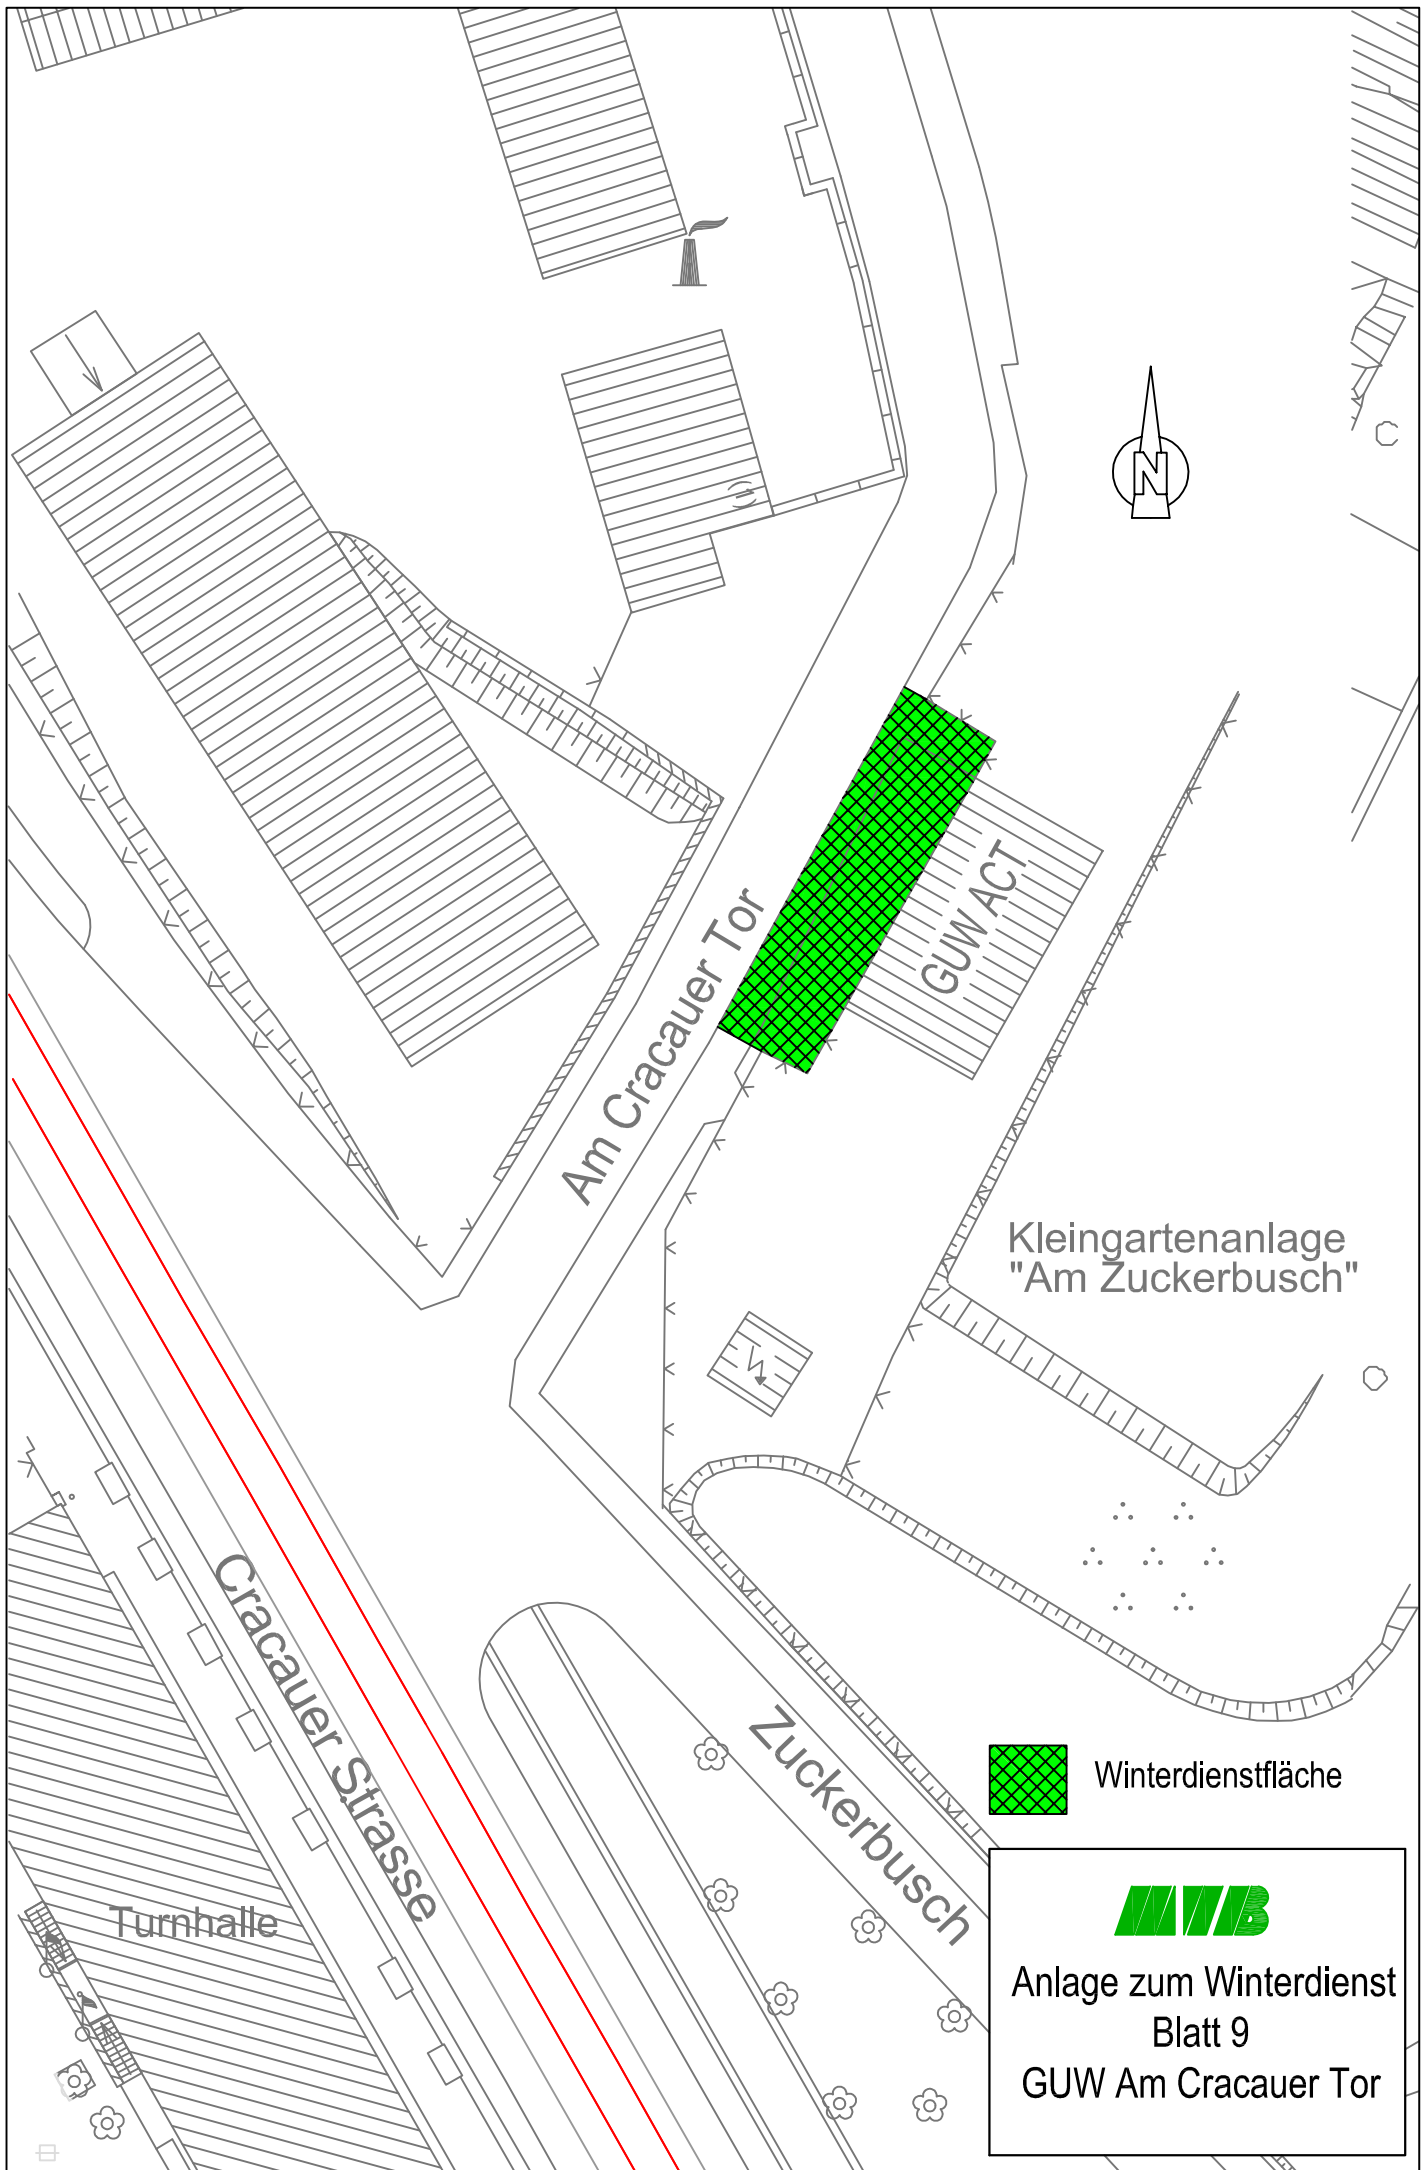 N
GUW ACT
Am Cracauer Tor
Kleingartenanlage
"Am Zuckerbusch"
Cracauer Strasse
Zuckerbusch
Turnhalle
Winterdienstfläche
MVB
Anlage zum Winterdienst
Blatt 9
GUW Am Cracauer Tor